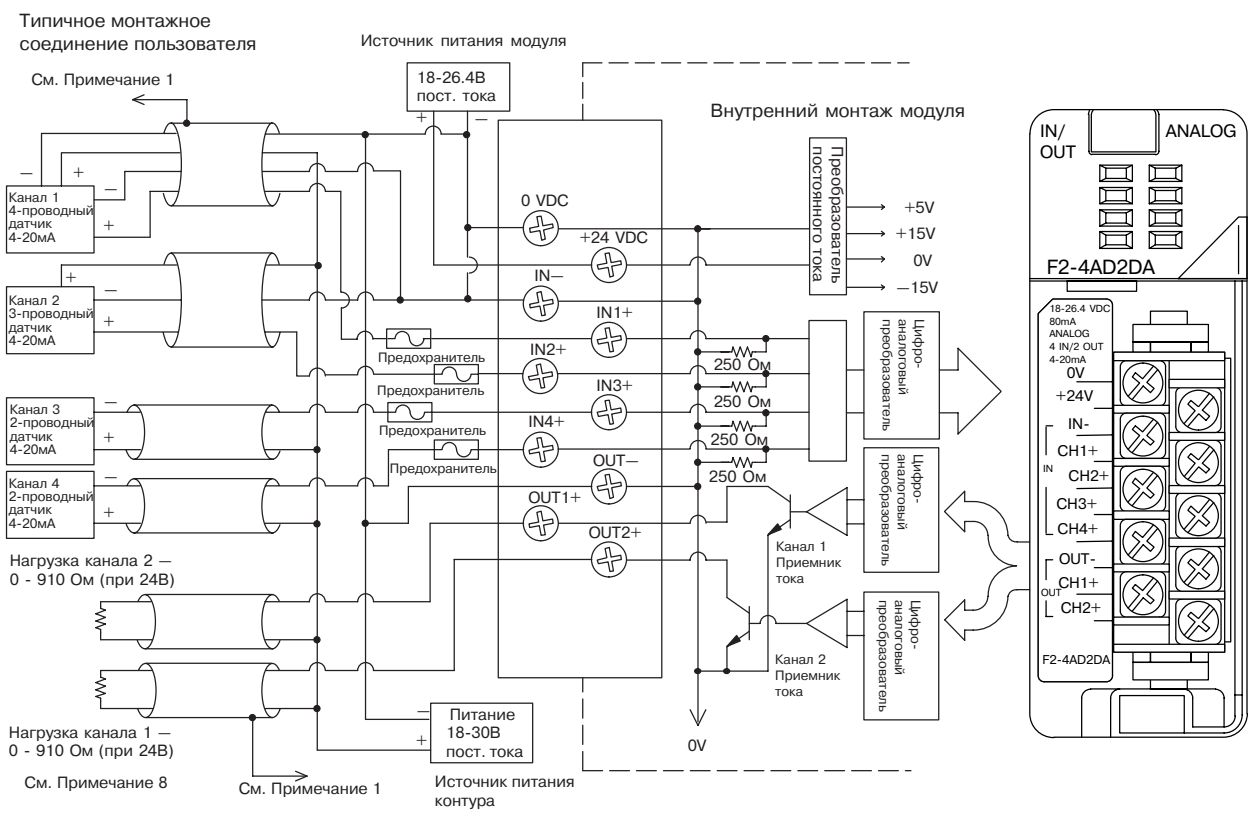 Типичное монтажное
соединение пользователя
См. Примечание 1
Источник питания модуля
18-26.4В
пост. тока
+
—
Внутренний монтаж модуля
—
+
—
+
Канал 1
4-проводный
датчик
4-20мА
+
—
+
Канал 2
3-проводный
датчик
4-20мА
—
+
Канал 3
2-проводный
датчик
4-20мА
—
+
Канал 4
2-проводный
датчик
4-20мА
Нагрузка канала 2 —
0 - 910 Ом (при 24В)
Нагрузка канала 1 —
0 - 910 Ом (при 24В)
См. Примечание 8
См. Примечание 1
Предохранитель
Предохранитель
Предохранитель
Предохранитель
0 VDC
+24 VDC
IN—
IN1+
IN2+
IN3+
IN4+
OUT—
OUT1+
OUT2+
—
+
Питание
18-30В
пост. тока
Источник питания
контура
Преобразователь
постоянного тока
+5V
+15V
0V
—15V
250 Ом
250 Ом
250 Ом
250 Ом
Цифро-
аналоговый
преобразователь
Цифро-
аналоговый
преобразователь
Цифро-
аналоговый
преобразователь
Канал 1
Приемник
тока
Канал 2
Приемник
тока
0V
IN/
OUT
ANALOG
F2-4AD2DA
18-26.4 VDC
80mA
ANALOG
4 IN/2 OUT
4-20mA
0V
+24V
IN-
CH1+
IN
CH2+
CH3+
CH4+
OUT-
CH1+
OUT
CH2+
F2-4AD2DA